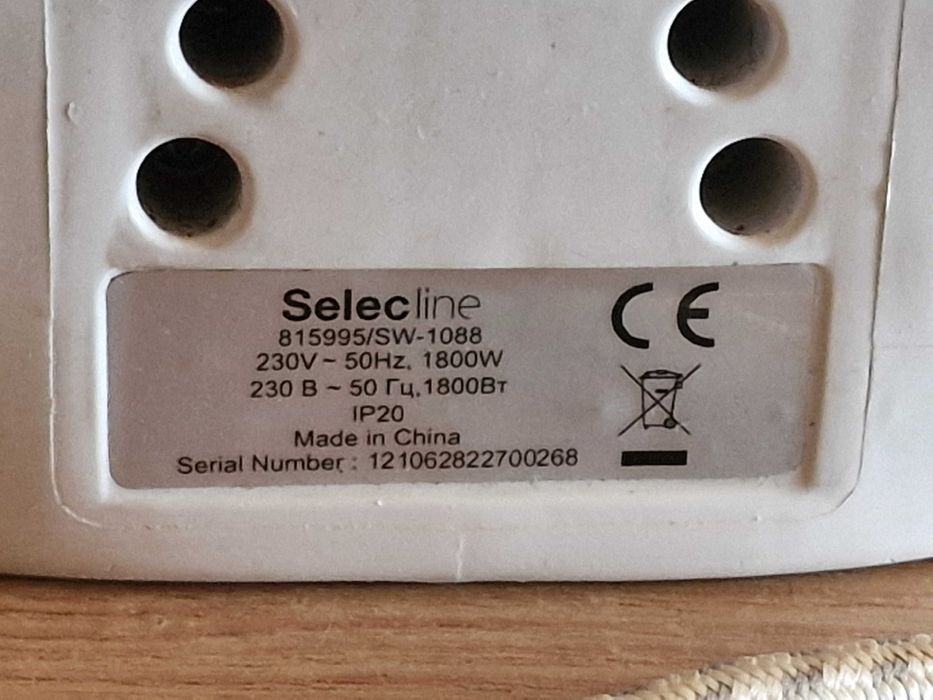 Selecline
815995/SW-1088
230V ~ 50Hz, 1800W
230 В ~ 50 Гц,1800Вт
IP20
Made in China
Serial Number : 121062822700268
CE